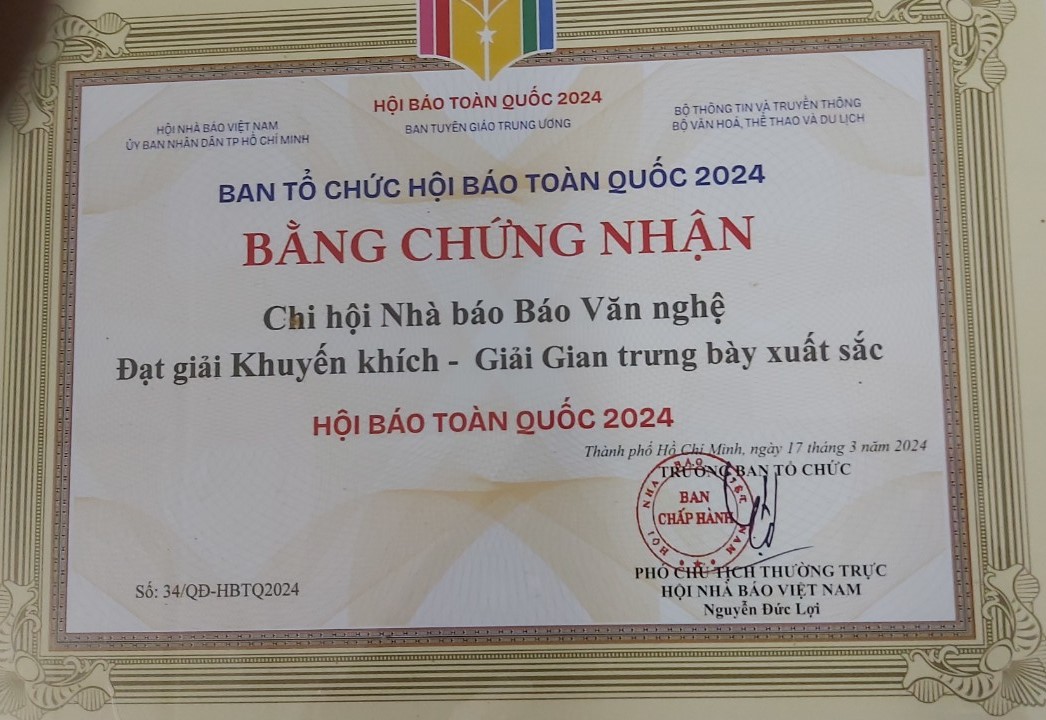 HỘI BÁO TOÀN QUỐC 2024
HỘI NHÀ BÁO VIỆT NAM
ỦY BAN NHÂN DÂN TP HỒ CHÍ MINH
BAN TUYÊN GIÁO TRUNG ƯƠNG
BỘ THÔNG TIN VÀ TRUYỀN THÔNG
BỘ VĂN HOÁ, THỂ THAO VÀ DU LỊCH
BAN TỔ CHỨC HỘI BÁO TOÀN QUỐC 2024
BẰNG CHỨNG NHẬN
Chi hội Nhà báo Báo Văn nghệ
Đạt giải Khuyến khích - Giải Gian trưng bày xuất sắc
HỘI BÁO TOÀN QUỐC 2024
Thành phố Hồ Chí Minh, ngày 17 tháng 3 năm 2024
TRƯỞNG BAN TỔ CHỨC
HỘI NHÀ BÁO VIỆT NAM
BAN
CHẤP HÀNH
PHÓ CHỦ TỊCH THƯỜNG TRỰC
HỘI NHÀ BÁO VIỆT NAM
Nguyễn Đức Lợi
Số: 34/QĐ-HBTQ2024